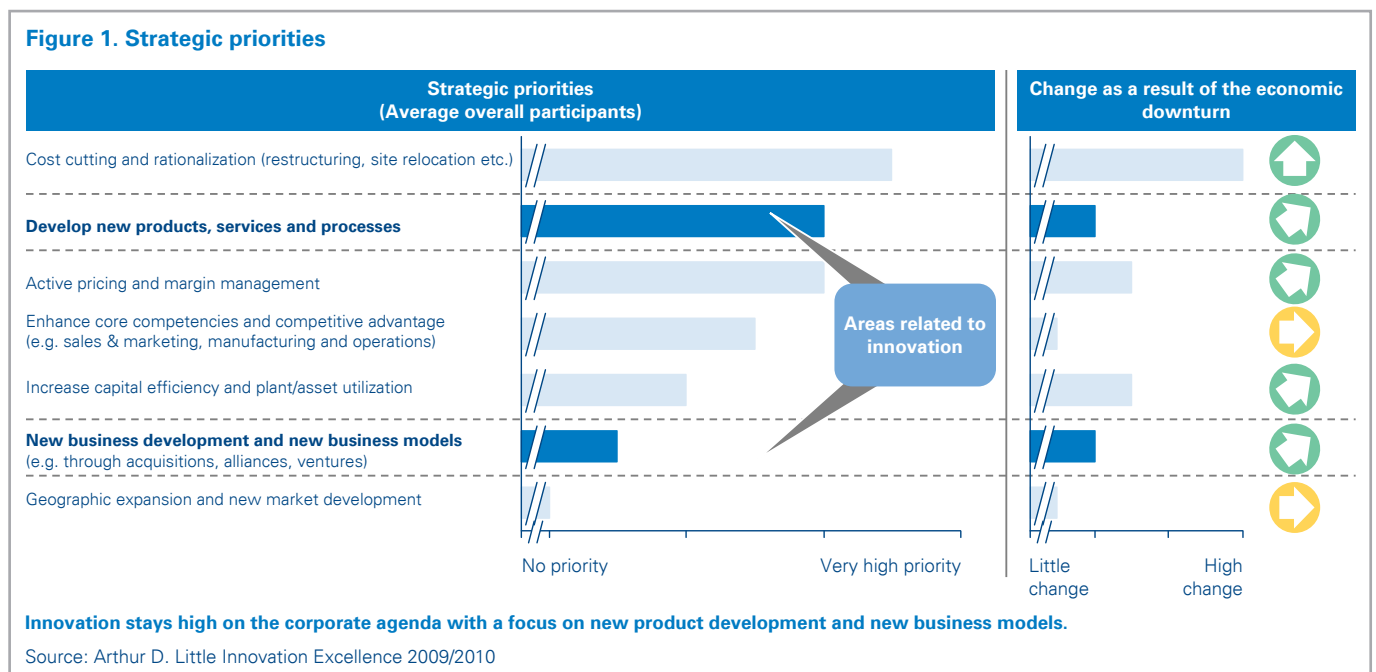 Figure 1. Strategic priorities
Strategic priorities
(Average overall participants)
Change as a result of the economic
downturn
Cost cutting and rationalization (restructuring, site relocation etc.)
Develop new products, services and processes
Active pricing and margin management
Enhance core competencies and competitive advantage
(e.g. sales & marketing, manufacturing and operations)
Areas related to
innovation
Increase capital efficiency and plant/asset utilization
New business development and new business models
(e.g. through acquisitions, alliances, ventures)
Geographic expansion and new market development
No priority
Very high priority
Little
change
High
change
Innovation stays high on the corporate agenda with a focus on new product development and new business models.
Source: Arthur D. Little Innovation Excellence 2009/2010